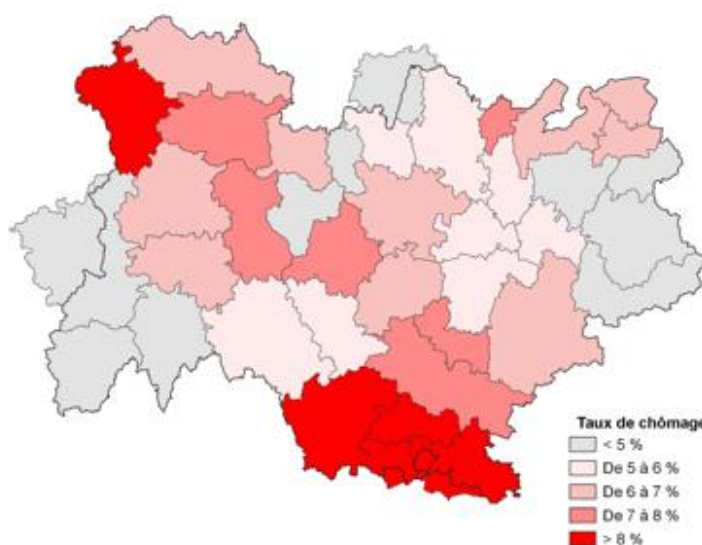 Taux de chômage
< 5 %
De 5 à 6 %
De 6 à 7 %
De 7 à 8 %
> 8 %